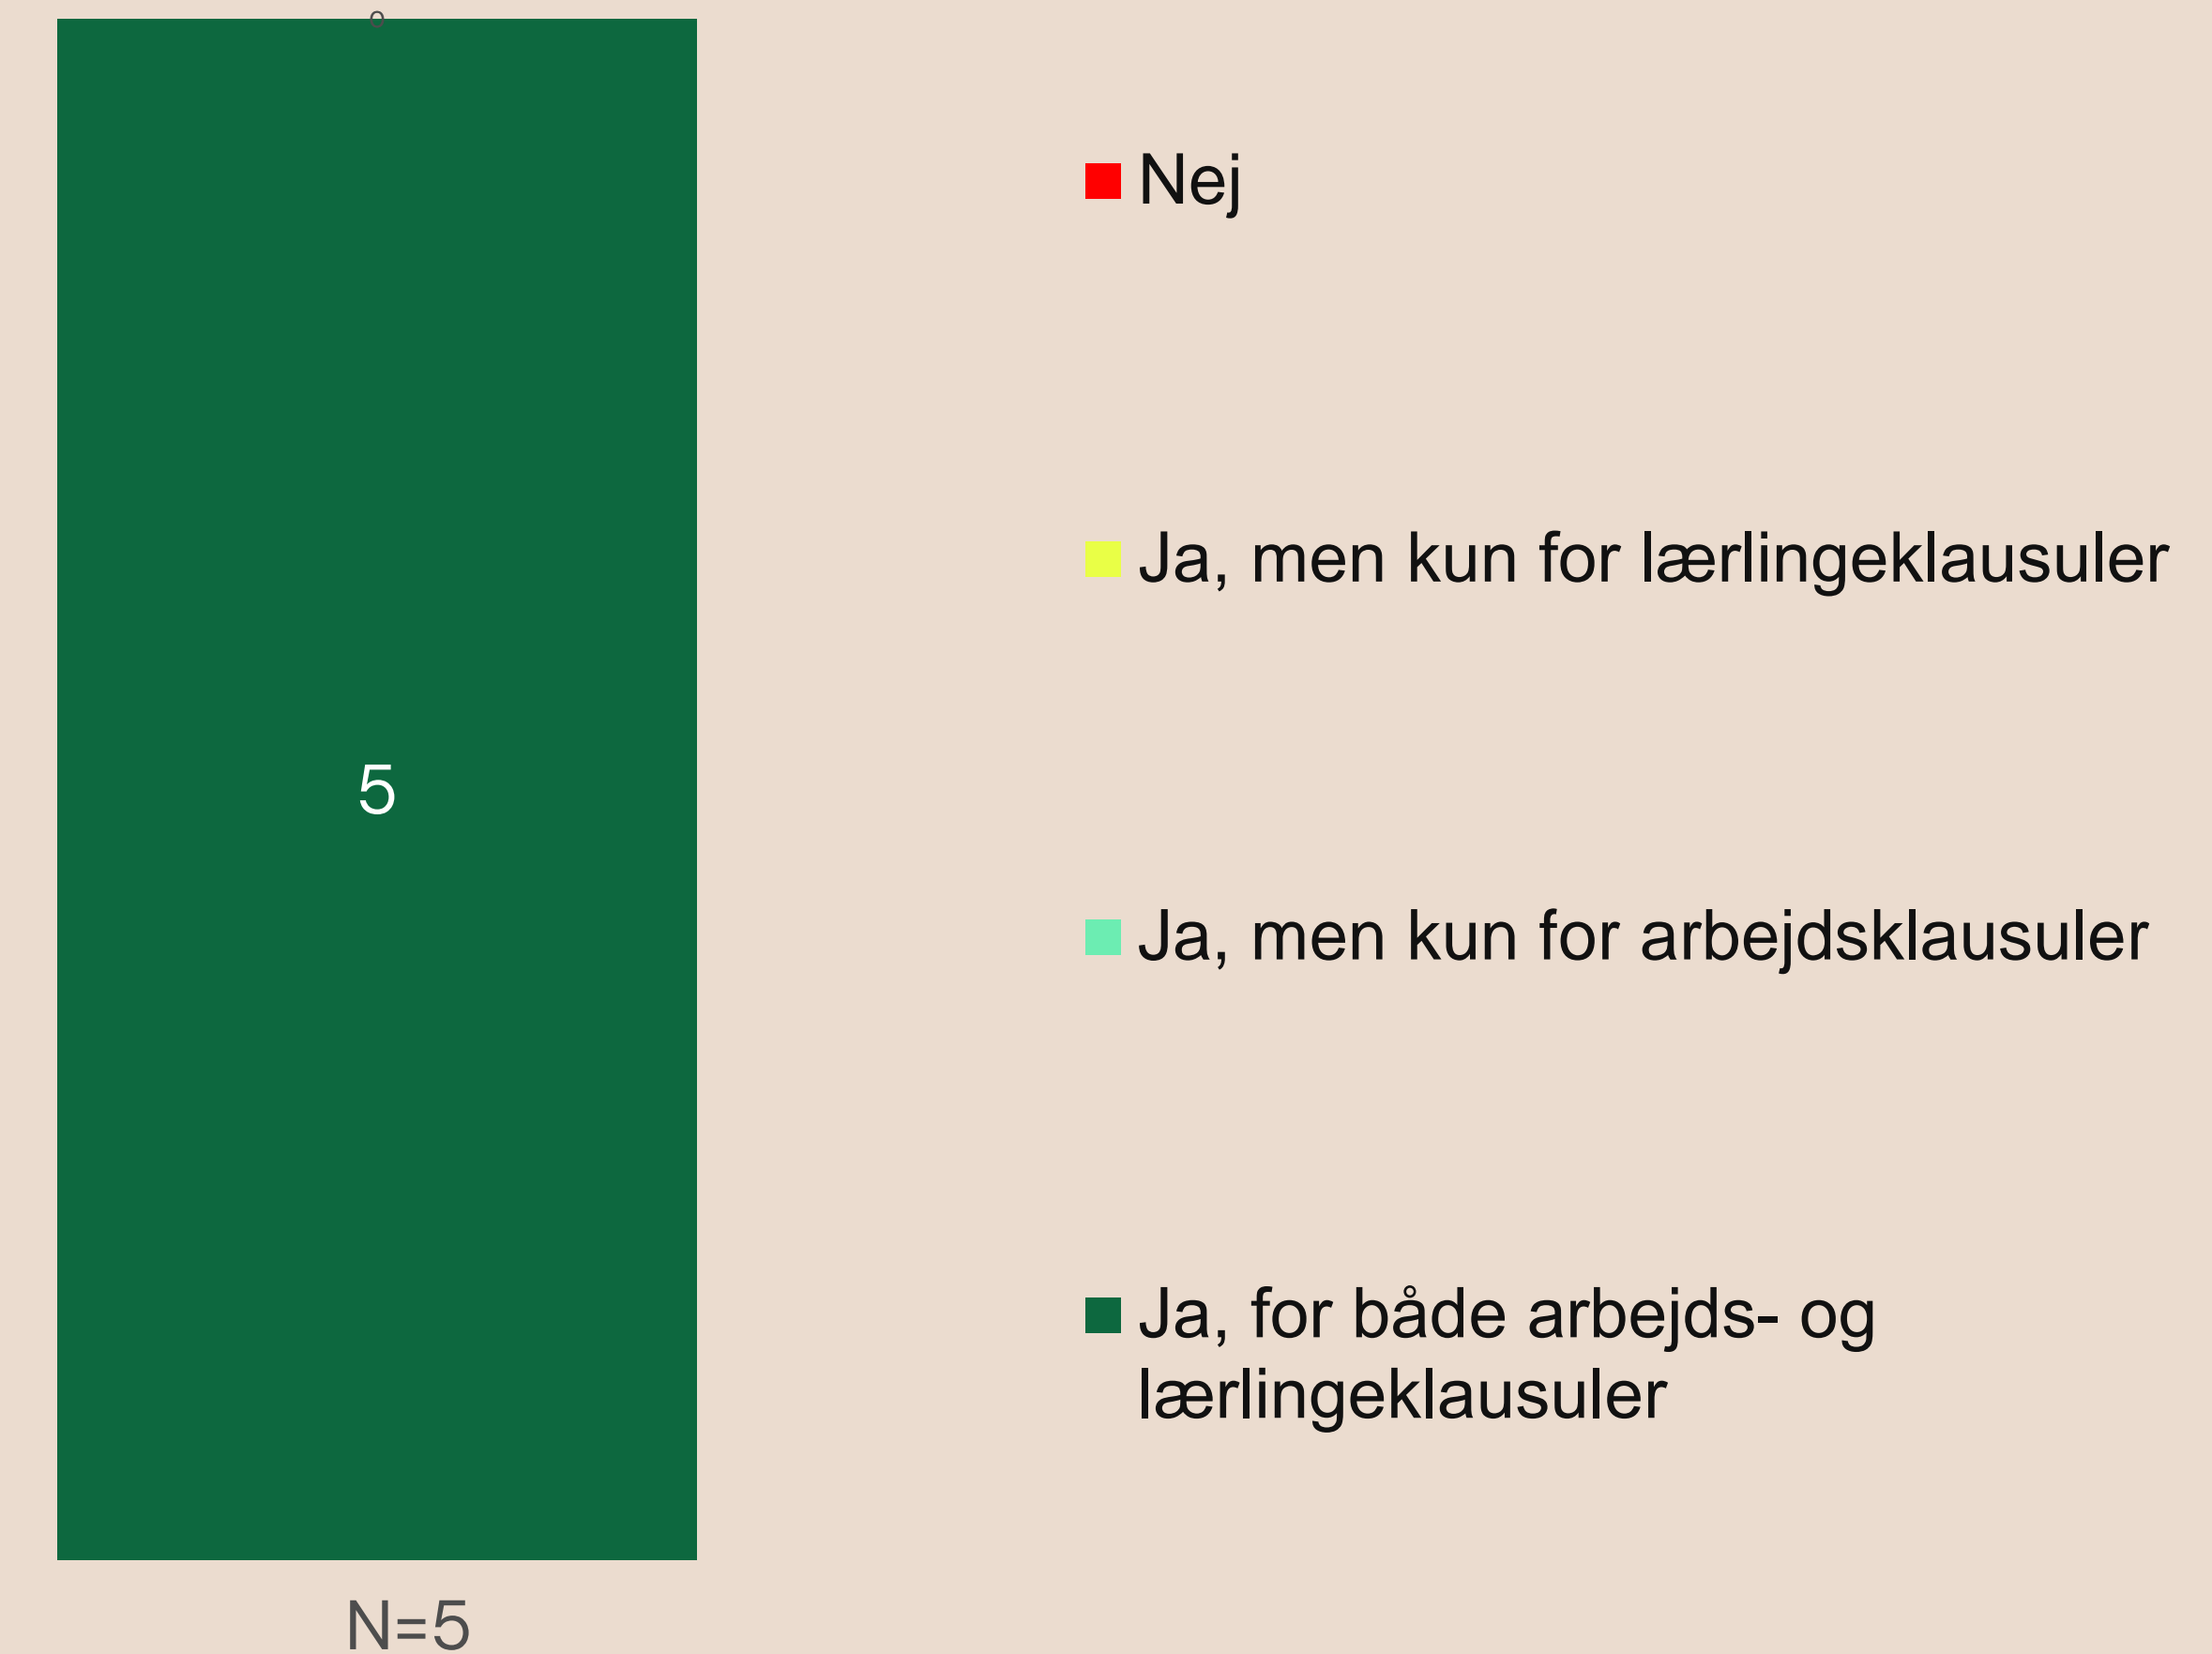 0
5
N=5
Nej
Ja, men kun for lærlingeklausuler
Ja, men kun for arbejdsklausuler
Ja, for både arbejds- og
lærlingeklausuler